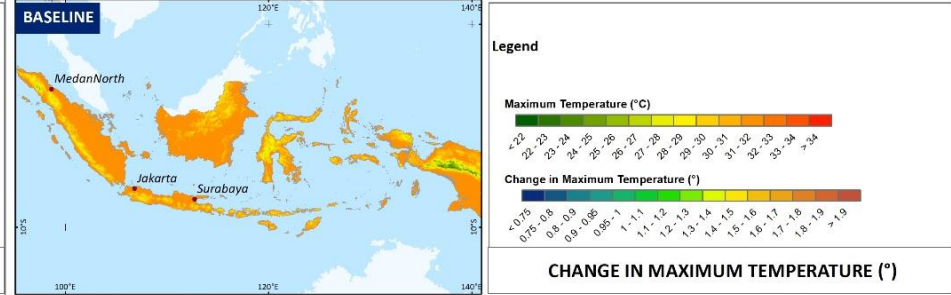 BASELINE
120°E
140°E
MedanNorth
Jakarta
Surabaya
10°S
10°S
100°E
120°E
140°E
Legend
Maximum Temperature (°C)
< 22
22 - 23
23 - 24
24 - 25
25 - 26
26 - 27
27 - 28
28 - 29
29 - 30
30 - 31
31 - 32
32 - 33
33 - 34
> 34
Change in Maximum Temperature (°)
< 0.75
0.75 - 0.8
0.8 - 0.9
0.9 - 0.95
0.95 - 1
1 - 1.1
1.1 - 1.2
1.2 - 1.3
1.3 - 1.4
1.4 - 1.5
1.5 - 1.6
1.6 - 1.7
1.7 - 1.8
1.8 - 1.9
> 1.9
CHANGE IN MAXIMUM TEMPERATURE (°)